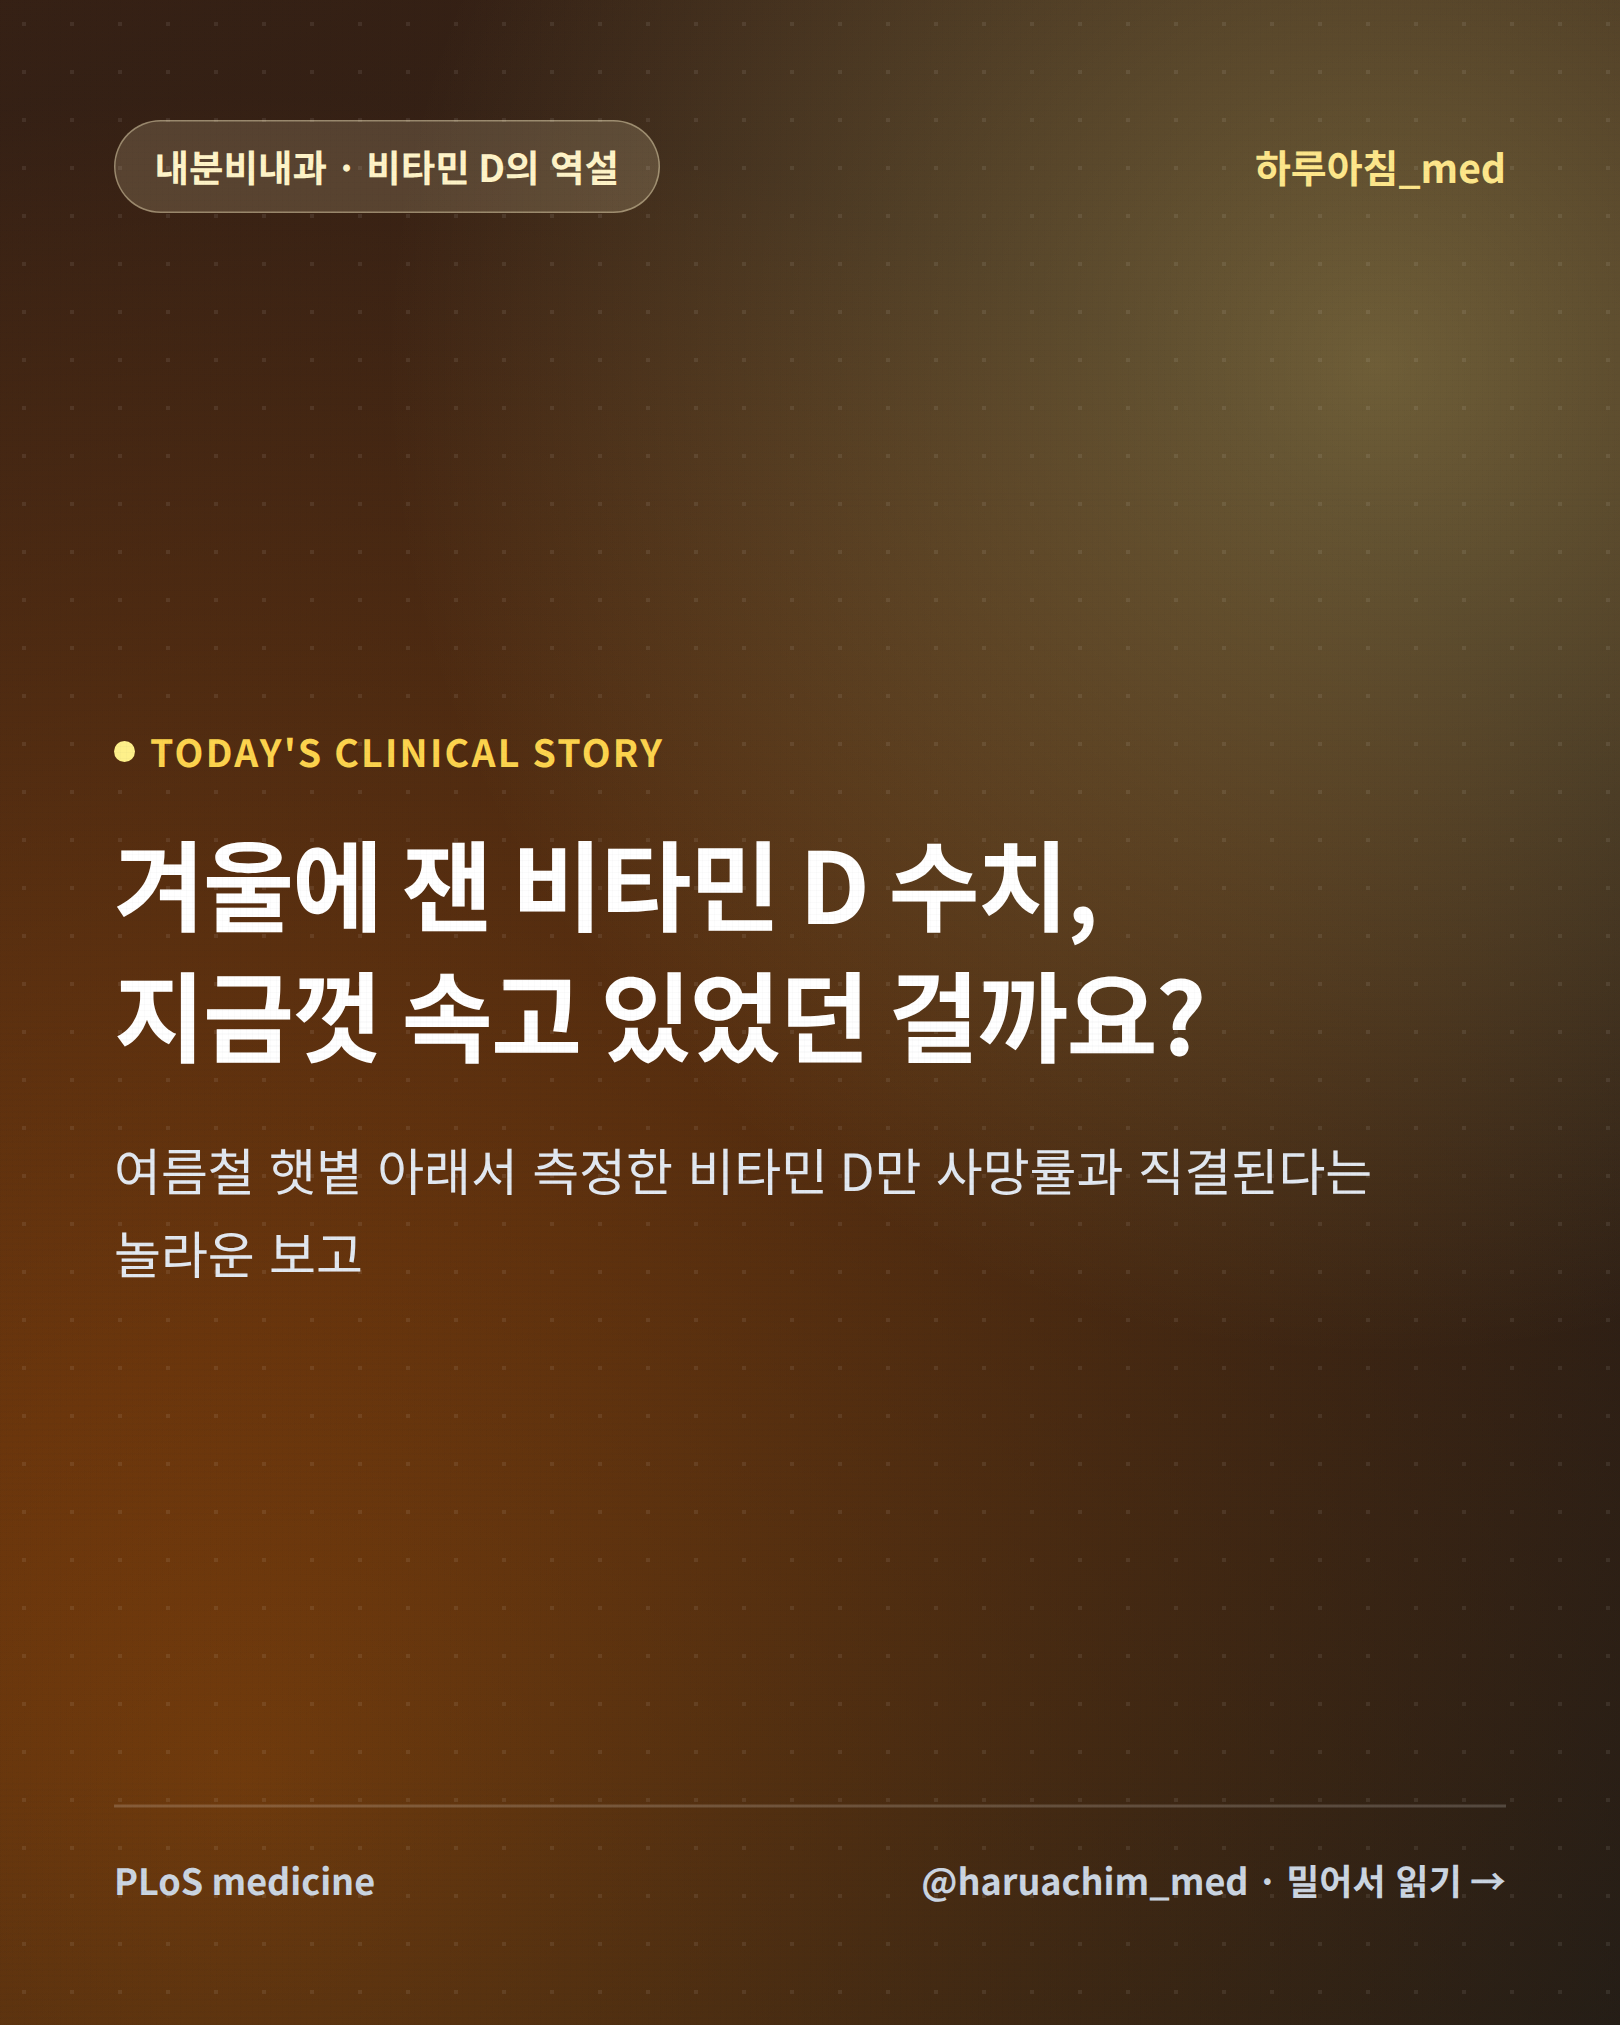 내분비내과 · 비타민 D의 역설
하루아침_med
TODAY'S CLINICAL STORY
겨울에 잰 비타민 D 수치,
지금껏 속고 있었던 걸까요?
여름철 햇볕 아래서 측정한 비타민 D만 사망률과 직결된다는
놀라운 보고
PLoS medicine
@haruachim_med · 밀어서 읽기 →